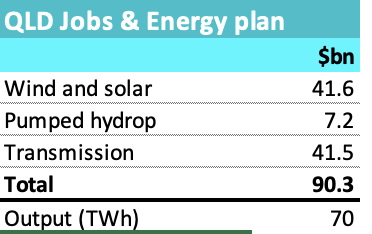 QLD Jobs & Energy plan
$bn
Wind and solar 41.6
Pumped hydrop 7.2
Transmission 41.5
Total 90.3
Output (TWh) 70